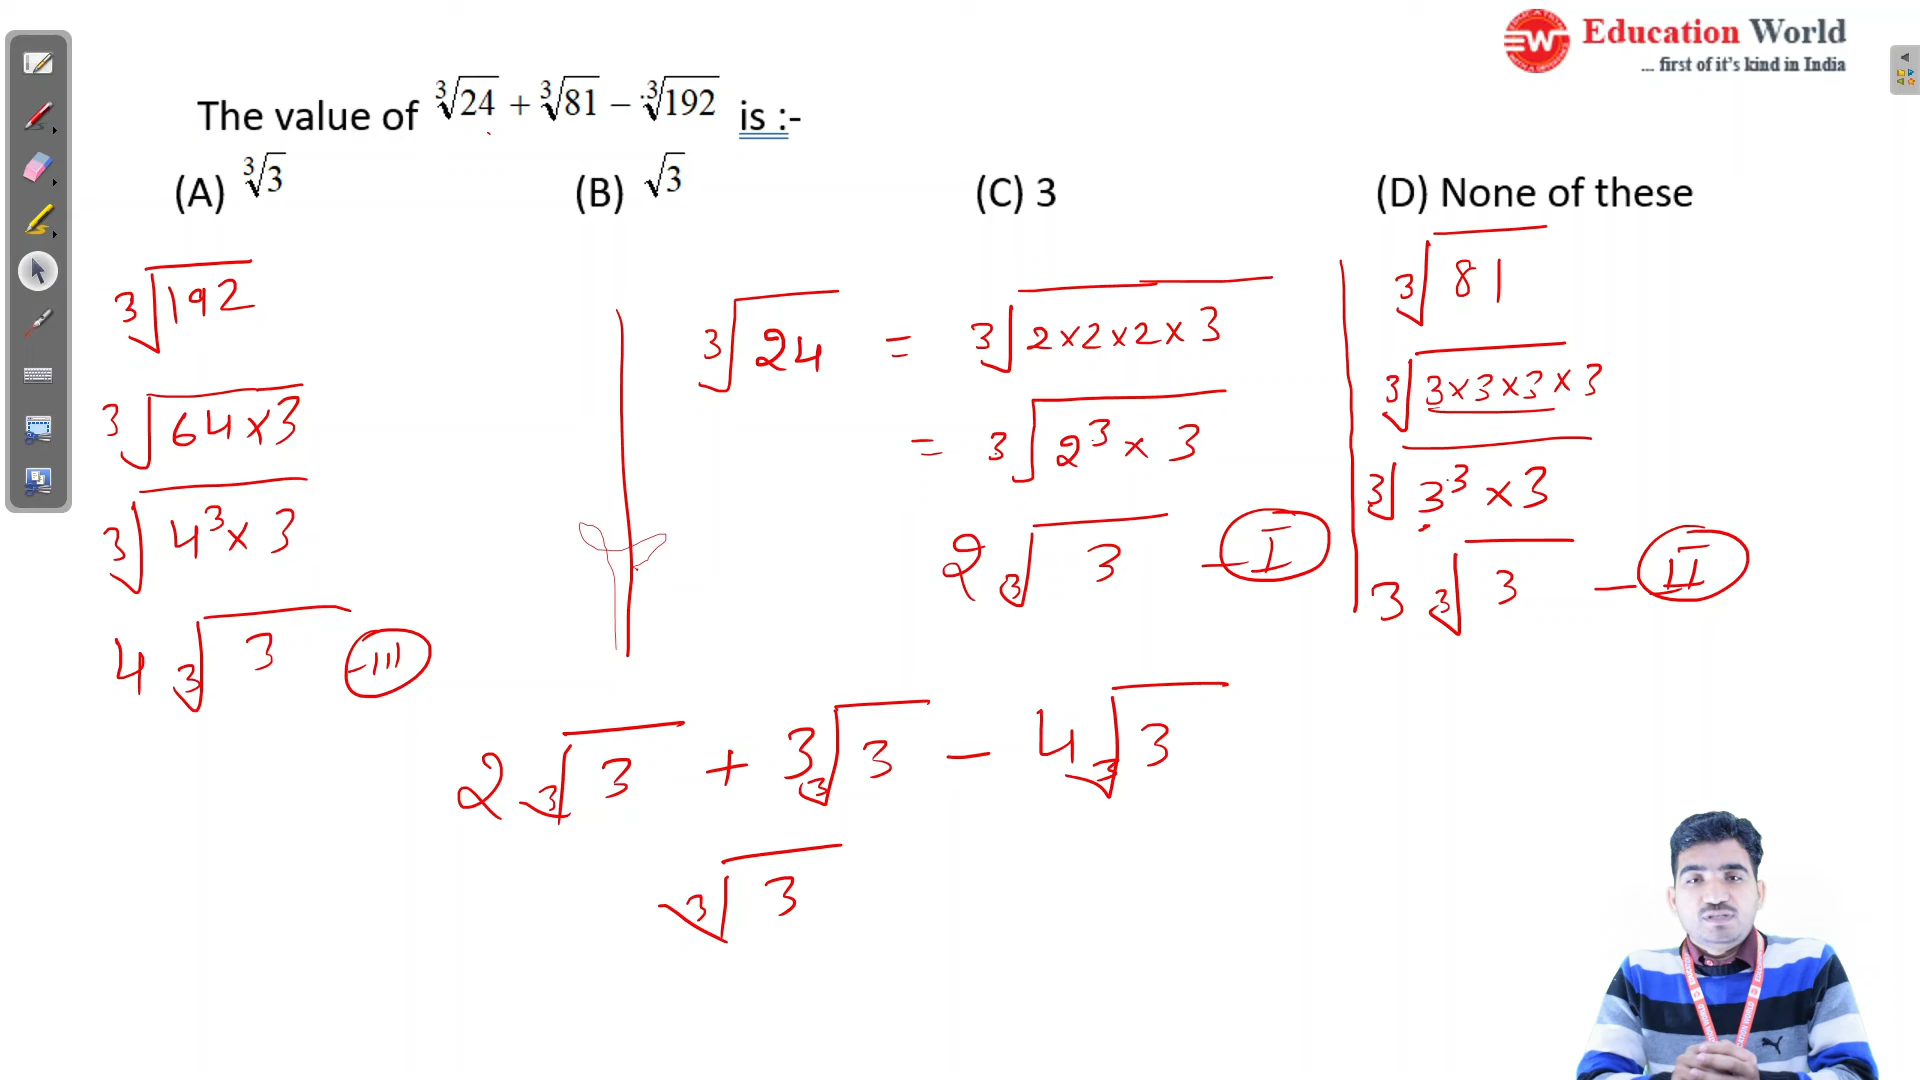 Education World
... first of it's kind in India
The value of ∛24 + ∛81 − ∛192 is :-
(A) ∛3 (B) √3 (C) 3 (D) None of these
∛192
∛64×3
∛4³×3
4∛3 -III
∛24 = ∛2×2×2×3
= ∛2³×3
2∛3 - I
∛81
∛3×3×3×3
∛3³×3
3∛3 - II
2∛3 + 3∛3 − 4∛3
∛3